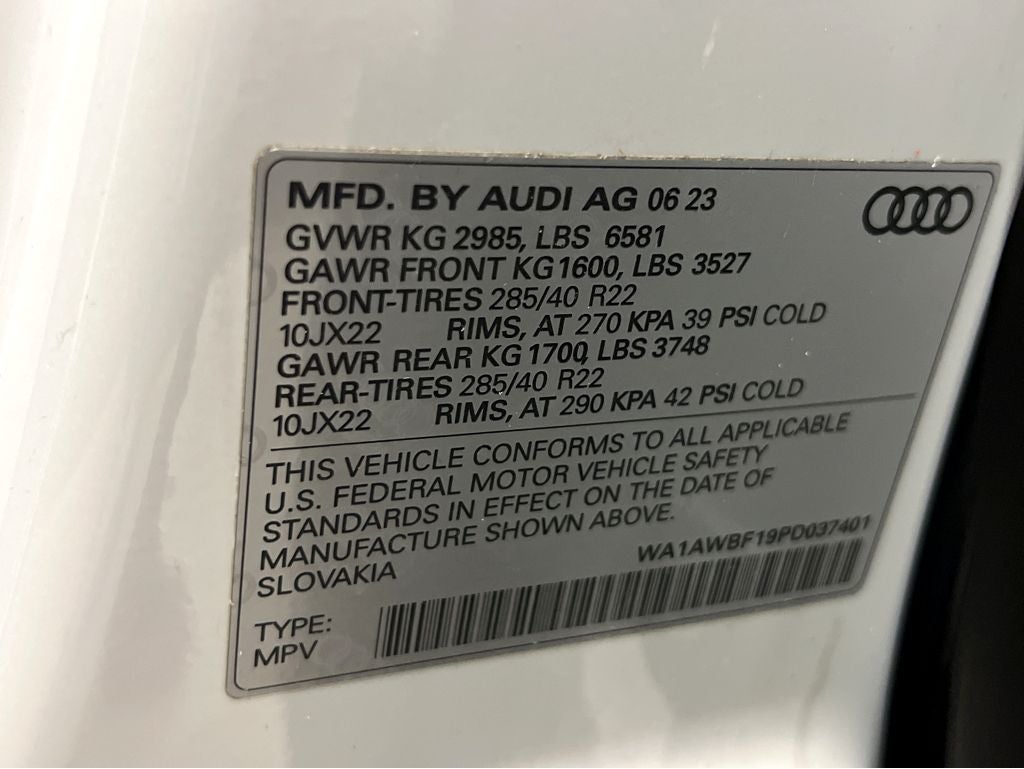 MFD. BY AUDI AG 06 23
GVWR KG 2985, LBS 6581
GAWR FRONT KG 1600, LBS 3527
FRONT-TIRES 285/40 R22
10JX22 RIMS, AT 270 KPA 39 PSI COLD
GAWR REAR KG 1700, LBS 3748
REAR-TIRES 285/40 R22
10JX22 RIMS, AT 290 KPA 42 PSI COLD
THIS VEHICLE CONFORMS TO ALL APPLICABLE
U.S. FEDERAL MOTOR VEHICLE SAFETY
STANDARDS IN EFFECT ON THE DATE OF
MANUFACTURE SHOWN ABOVE.
SLOVAKIA
WA1AWBF19PD037401
TYPE:
MPV